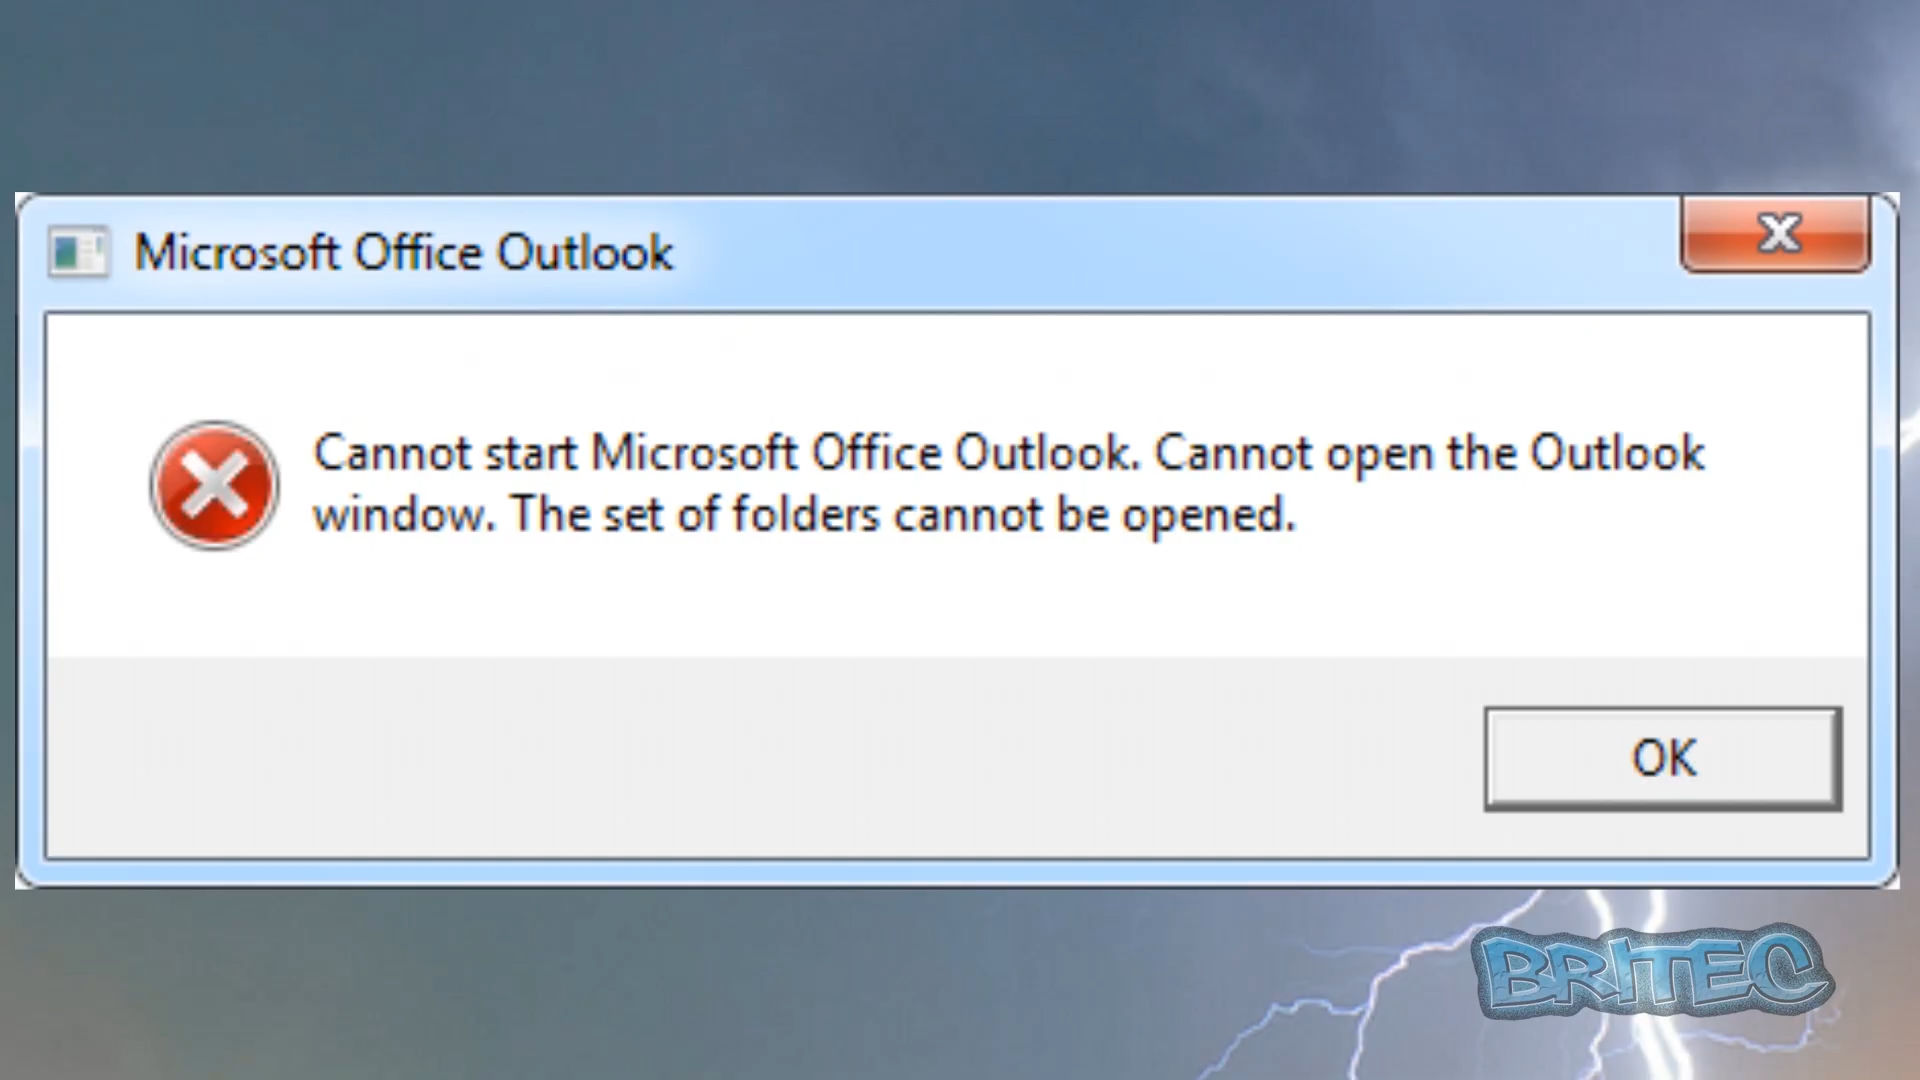 Microsoft Office Outlook
Cannot start Microsoft Office Outlook. Cannot open the Outlook
window. The set of folders cannot be opened.
OK
BRITEC